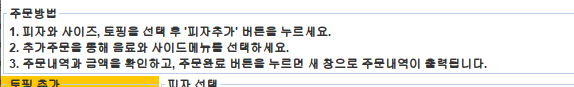 주문방법
1. 피자와 사이즈, 토핑을 선택 후 '피자추가' 버튼을 누르세요.
2. 추가주문을 통해 음료와 사이드메뉴를 선택하세요.
3. 주문내역과 금액을 확인하고, 주문완료 버튼을 누르면 새 창으로 주문내역이 출력됩니다.
토핑 추가 피자 선택